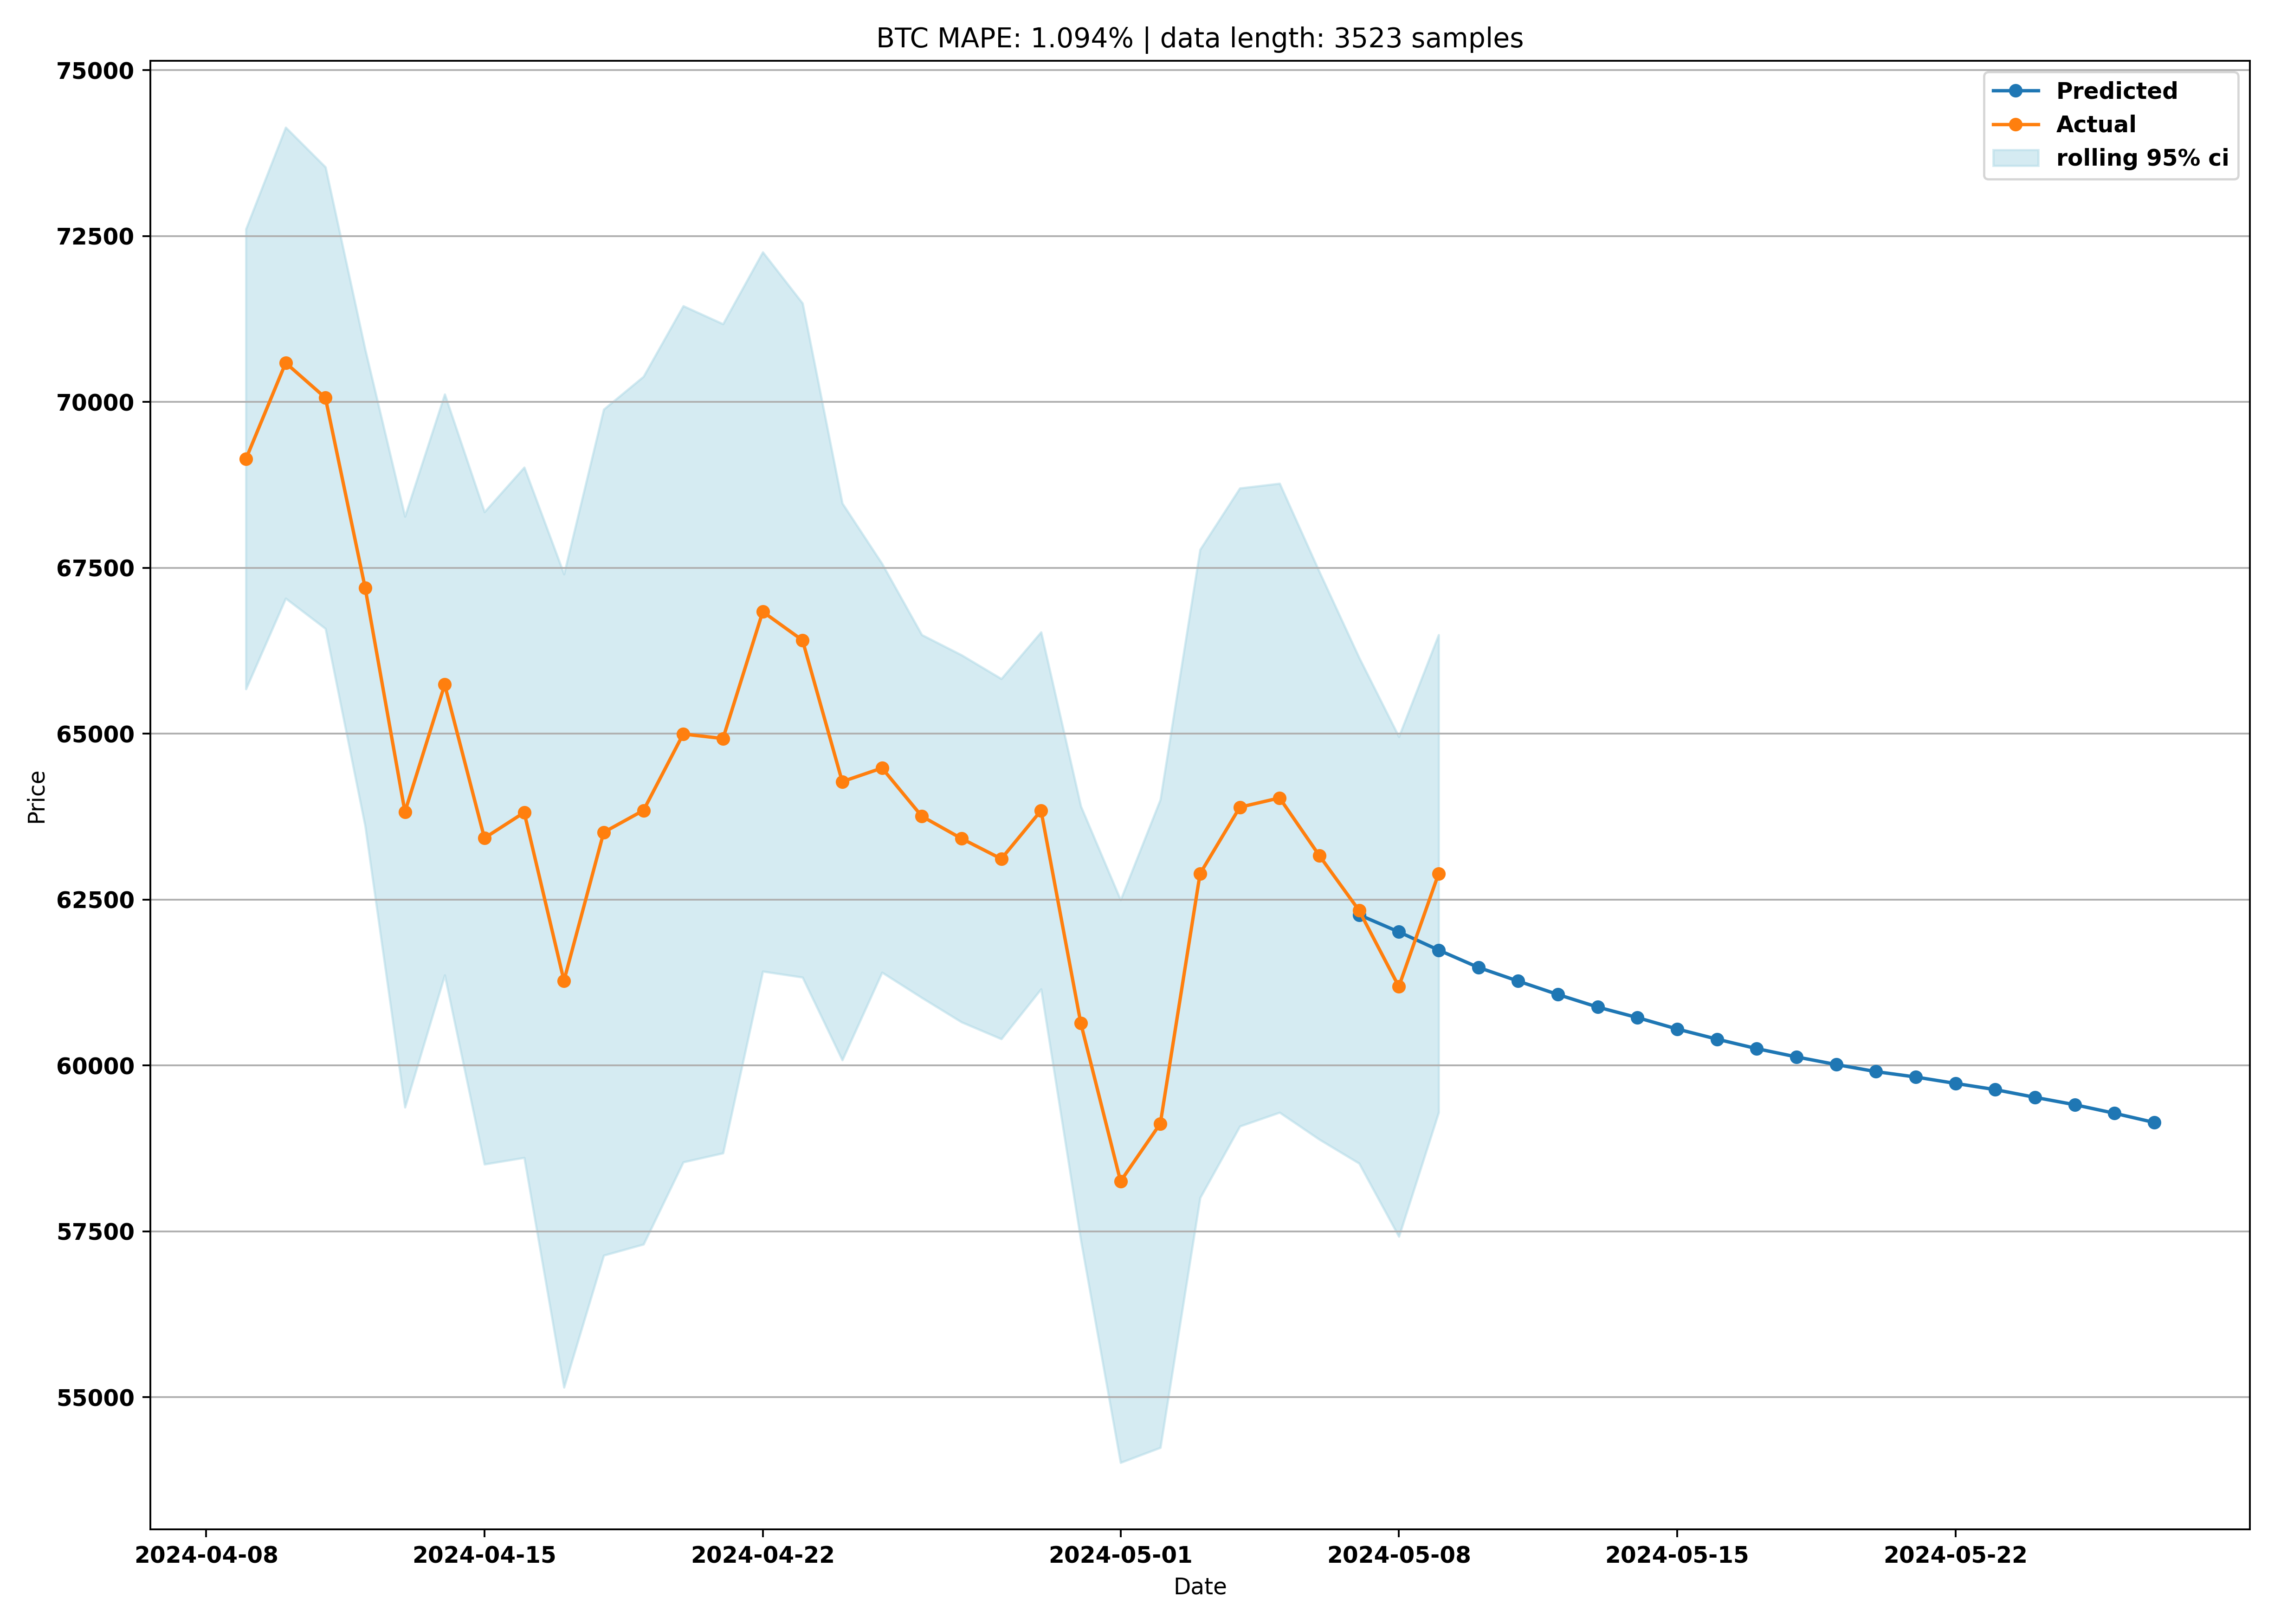 BTC MAPE: 1.094% | data length: 3523 samples
Predicted
Actual
rolling 95% ci
75000
72500
70000
67500
65000
62500
60000
57500
55000
Price
2024-04-08 2024-04-15 2024-04-22 2024-05-01 2024-05-08 2024-05-15 2024-05-22
Date